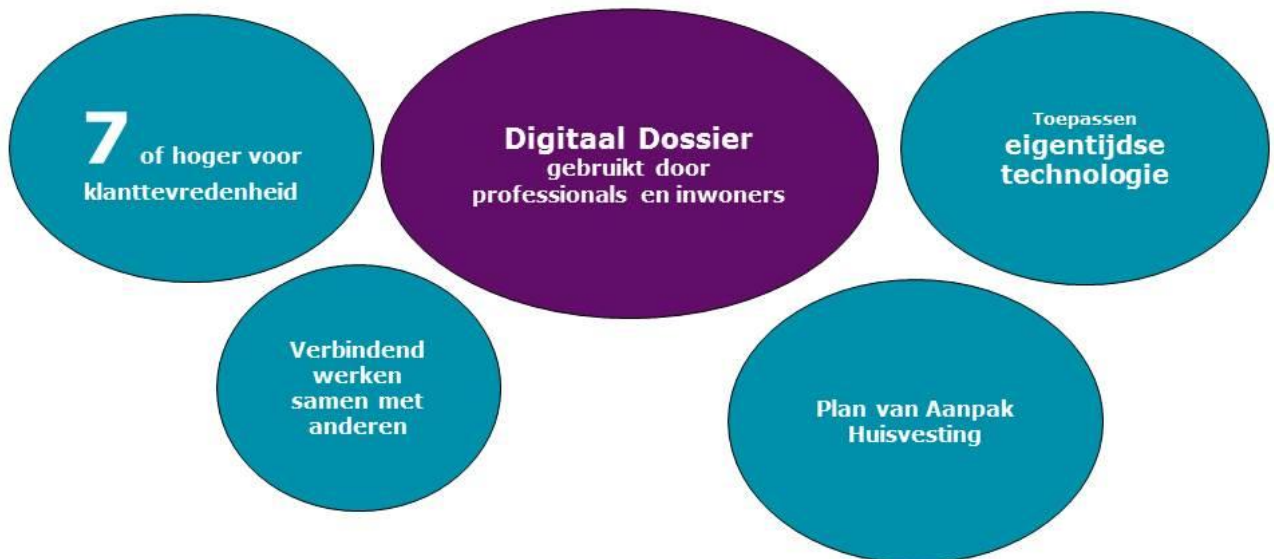 7 of hoger voor
klanttevredenheid
Digitaal Dossier
gebruikt door
professionals en inwoners
Toepassen
eigentijdse
technologie
Verbindend
werken
samen met
anderen
Plan van Aanpak
Huisvesting